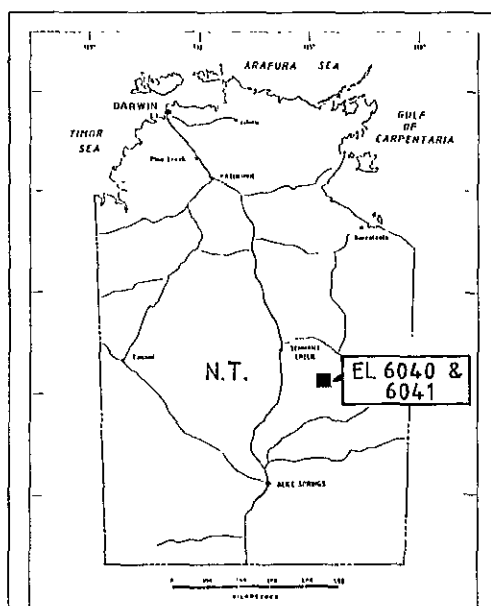 ARAFURA SEA
DARWIN
GULF
OF
CARPENTARIA
TIMOR
SEA
Pine Creek
KATHERINE
Borroloola
TENNANT
CREEK
N.T.
EL 6040 &
6041
ALICE SPRINGS
KILOMETRES